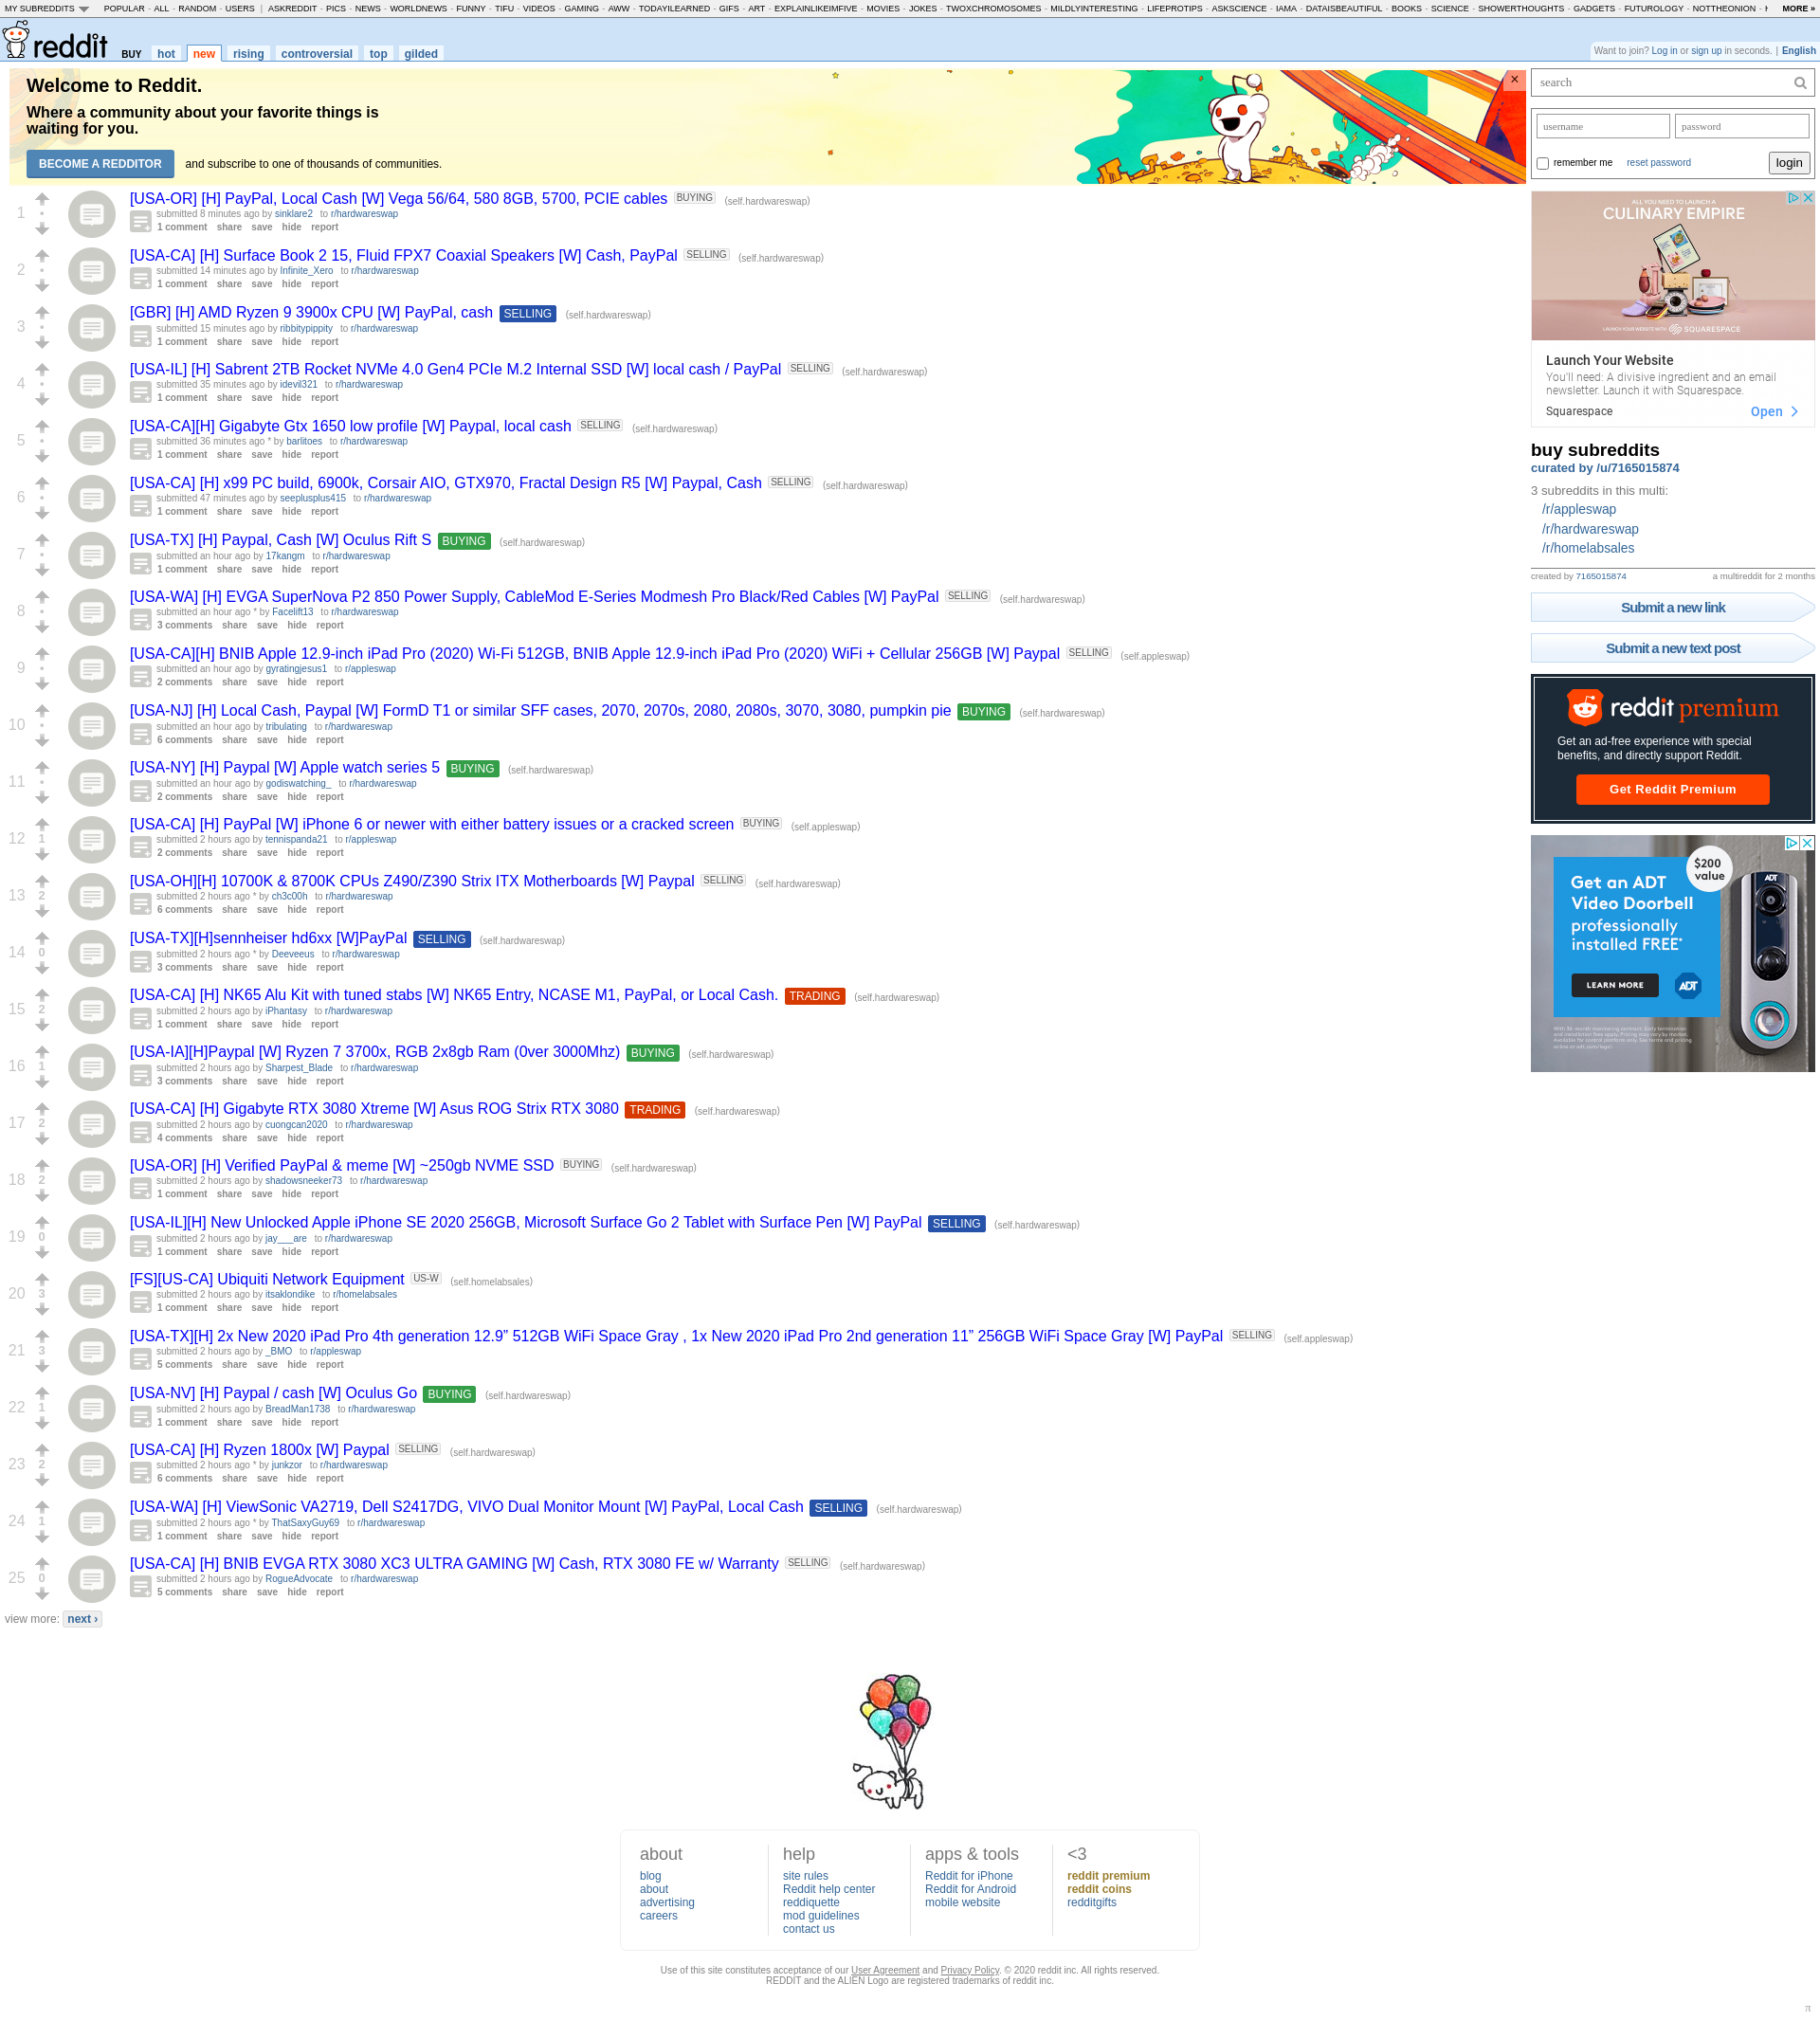 MY SUBREDDITS POPULAR - ALL - RANDOM - USERS | ASKREDDIT - PICS - NEWS - WORLDNEWS - FUNNY - TIFU - VIDEOS - GAMING - AWW - TODAYILEARNED - GIFS - ART - EXPLAINLIKEIMFIVE - MOVIES - JOKES - TWOXCHROMOSOMES - MILDLYINTERESTING - LIFEPROTIPS - ASKSCIENCE - IAMA - DATAISBEAUTIFUL - BOOKS - SCIENCE - SHOWERTHOUGHTS - GADGETS - FUTUROLOGY - NOTTHEONION - MORE »
reddit BUY hot new rising controversial top gilded
Want to join? Log in or sign up in seconds. | English
Welcome to Reddit.
Where a community about your favorite things is
waiting for you.
BECOME A REDDITOR and subscribe to one of thousands of communities.
1 [USA-OR] [H] PayPal, Local Cash [W] Vega 56/64, 580 8GB, 5700, PCIE cables BUYING (self.hardwareswap)
submitted 8 minutes ago by sinklare2 to r/hardwareswap
1 comment share save hide report
2 [USA-CA] [H] Surface Book 2 15, Fluid FPX7 Coaxial Speakers [W] Cash, PayPal SELLING (self.hardwareswap)
submitted 14 minutes ago by Infinite_Xero to r/hardwareswap
1 comment share save hide report
3 [GBR] [H] AMD Ryzen 9 3900x CPU [W] PayPal, cash SELLING (self.hardwareswap)
submitted 15 minutes ago by ribbitypippity to r/hardwareswap
1 comment share save hide report
4 [USA-IL] [H] Sabrent 2TB Rocket NVMe 4.0 Gen4 PCIe M.2 Internal SSD [W] local cash / PayPal SELLING (self.hardwareswap)
submitted 35 minutes ago by idevil321 to r/hardwareswap
1 comment share save hide report
5 [USA-CA][H] Gigabyte Gtx 1650 low profile [W] Paypal, local cash SELLING (self.hardwareswap)
submitted 36 minutes ago * by barlitoes to r/hardwareswap
1 comment share save hide report
6 [USA-CA] [H] x99 PC build, 6900k, Corsair AIO, GTX970, Fractal Design R5 [W] Paypal, Cash SELLING (self.hardwareswap)
submitted 47 minutes ago by seeplusplus415 to r/hardwareswap
1 comment share save hide report
7 [USA-TX] [H] Paypal, Cash [W] Oculus Rift S BUYING (self.hardwareswap)
submitted an hour ago by 17kangm to r/hardwareswap
1 comment share save hide report
8 [USA-WA] [H] EVGA SuperNova P2 850 Power Supply, CableMod E-Series Modmesh Pro Black/Red Cables [W] PayPal SELLING (self.hardwareswap)
submitted an hour ago * by Facelift13 to r/hardwareswap
3 comments share save hide report
9 [USA-CA][H] BNIB Apple 12.9-inch iPad Pro (2020) Wi-Fi 512GB, BNIB Apple 12.9-inch iPad Pro (2020) WiFi + Cellular 256GB [W] Paypal SELLING (self.appleswap)
submitted an hour ago by gyratingjesus1 to r/appleswap
2 comments share save hide report
10 [USA-NJ] [H] Local Cash, Paypal [W] FormD T1 or similar SFF cases, 2070, 2070s, 2080, 2080s, 3070, 3080, pumpkin pie BUYING (self.hardwareswap)
submitted an hour ago by tribulating to r/hardwareswap
6 comments share save hide report
11 [USA-NY] [H] Paypal [W] Apple watch series 5 BUYING (self.hardwareswap)
submitted an hour ago by godiswatching_ to r/hardwareswap
2 comments share save hide report
12 1 [USA-CA] [H] PayPal [W] iPhone 6 or newer with either battery issues or a cracked screen BUYING (self.appleswap)
submitted 2 hours ago by tennispanda21 to r/appleswap
2 comments share save hide report
13 2 [USA-OH][H] 10700K & 8700K CPUs Z490/Z390 Strix ITX Motherboards [W] Paypal SELLING (self.hardwareswap)
submitted 2 hours ago * by ch3c00h to r/hardwareswap
6 comments share save hide report
14 0 [USA-TX][H]sennheiser hd6xx [W]PayPal SELLING (self.hardwareswap)
submitted 2 hours ago * by Deeveeus to r/hardwareswap
3 comments share save hide report
15 2 [USA-CA] [H] NK65 Alu Kit with tuned stabs [W] NK65 Entry, NCASE M1, PayPal, or Local Cash. TRADING (self.hardwareswap)
submitted 2 hours ago by iPhantasy to r/hardwareswap
1 comment share save hide report
16 1 [USA-IA][H]Paypal [W] Ryzen 7 3700x, RGB 2x8gb Ram (0ver 3000Mhz) BUYING (self.hardwareswap)
submitted 2 hours ago by Sharpest_Blade to r/hardwareswap
3 comments share save hide report
17 2 [USA-CA] [H] Gigabyte RTX 3080 Xtreme [W] Asus ROG Strix RTX 3080 TRADING (self.hardwareswap)
submitted 2 hours ago by cuongcan2020 to r/hardwareswap
4 comments share save hide report
18 2 [USA-OR] [H] Verified PayPal & meme [W] ~250gb NVME SSD BUYING (self.hardwareswap)
submitted 2 hours ago by shadowsneeker73 to r/hardwareswap
1 comment share save hide report
19 0 [USA-IL][H] New Unlocked Apple iPhone SE 2020 256GB, Microsoft Surface Go 2 Tablet with Surface Pen [W] PayPal SELLING (self.hardwareswap)
submitted 2 hours ago by jay___are to r/hardwareswap
1 comment share save hide report
20 3 [FS][US-CA] Ubiquiti Network Equipment US-W (self.homelabsales)
submitted 2 hours ago by itsaklondike to r/homelabsales
1 comment share save hide report
21 3 [USA-TX][H] 2x New 2020 iPad Pro 4th generation 12.9” 512GB WiFi Space Gray , 1x New 2020 iPad Pro 2nd generation 11” 256GB WiFi Space Gray [W] PayPal SELLING (self.appleswap)
submitted 2 hours ago by _BMO to r/appleswap
5 comments share save hide report
22 1 [USA-NV] [H] Paypal / cash [W] Oculus Go BUYING (self.hardwareswap)
submitted 2 hours ago by BreadMan1738 to r/hardwareswap
1 comment share save hide report
23 2 [USA-CA] [H] Ryzen 1800x [W] Paypal SELLING (self.hardwareswap)
submitted 2 hours ago * by junkzor to r/hardwareswap
6 comments share save hide report
24 1 [USA-WA] [H] ViewSonic VA2719, Dell S2417DG, VIVO Dual Monitor Mount [W] PayPal, Local Cash SELLING (self.hardwareswap)
submitted 2 hours ago * by ThatSaxyGuy69 to r/hardwareswap
1 comment share save hide report
25 0 [USA-CA] [H] BNIB EVGA RTX 3080 XC3 ULTRA GAMING [W] Cash, RTX 3080 FE w/ Warranty SELLING (self.hardwareswap)
submitted 2 hours ago by RogueAdvocate to r/hardwareswap
5 comments share save hide report
view more: next ›
search
username password
remember me reset password login
ALL YOU NEED TO LAUNCH A
CULINARY EMPIRE
LAUNCH YOUR WEBSITE WITH SQUARESPACE
Launch Your Website
You'll need: A divisive ingredient and an email
newsletter. Launch it with Squarespace.
Squarespace Open
buy subreddits
curated by /u/7165015874
3 subreddits in this multi:
/r/appleswap
/r/hardwareswap
/r/homelabsales
created by 7165015874 a multireddit for 2 months
Submit a new link
Submit a new text post
reddit premium
Get an ad-free experience with special
benefits, and directly support Reddit.
Get Reddit Premium
$200
value
ADT
Get an ADT
Video Doorbell
professionally
installed FREE*
LEARN MORE ADT
about
blog
about
advertising
careers
help
site rules
Reddit help center
reddiquette
mod guidelines
contact us
apps & tools
Reddit for iPhone
Reddit for Android
mobile website
<3
reddit premium
reddit coins
redditgifts
Use of this site constitutes acceptance of our User Agreement and Privacy Policy. © 2020 reddit inc. All rights reserved.
REDDIT and the ALIEN Logo are registered trademarks of reddit inc.
π